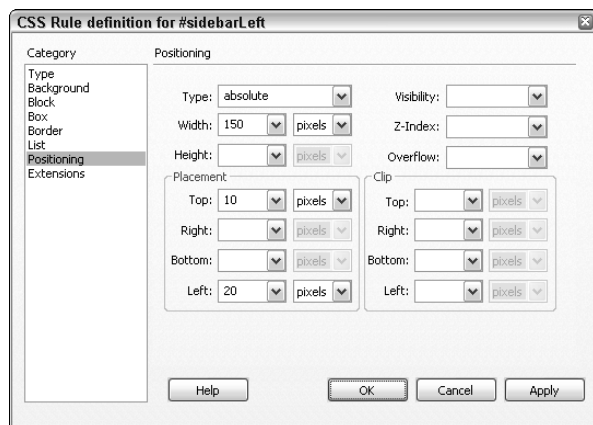 CSS Rule definition for #sidebarLeft
Category
Type
Background
Block
Box
Border
List
Positioning
Extensions
Positioning
Type: absolute
Width: 150 pixels
Height: pixels
Visibility:
Z-Index:
Overflow:
Placement
Top: 10 pixels
Right: pixels
Bottom: pixels
Left: 20 pixels
Clip
Top: pixels
Right: pixels
Bottom: pixels
Left: pixels
Help
OK
Cancel
Apply